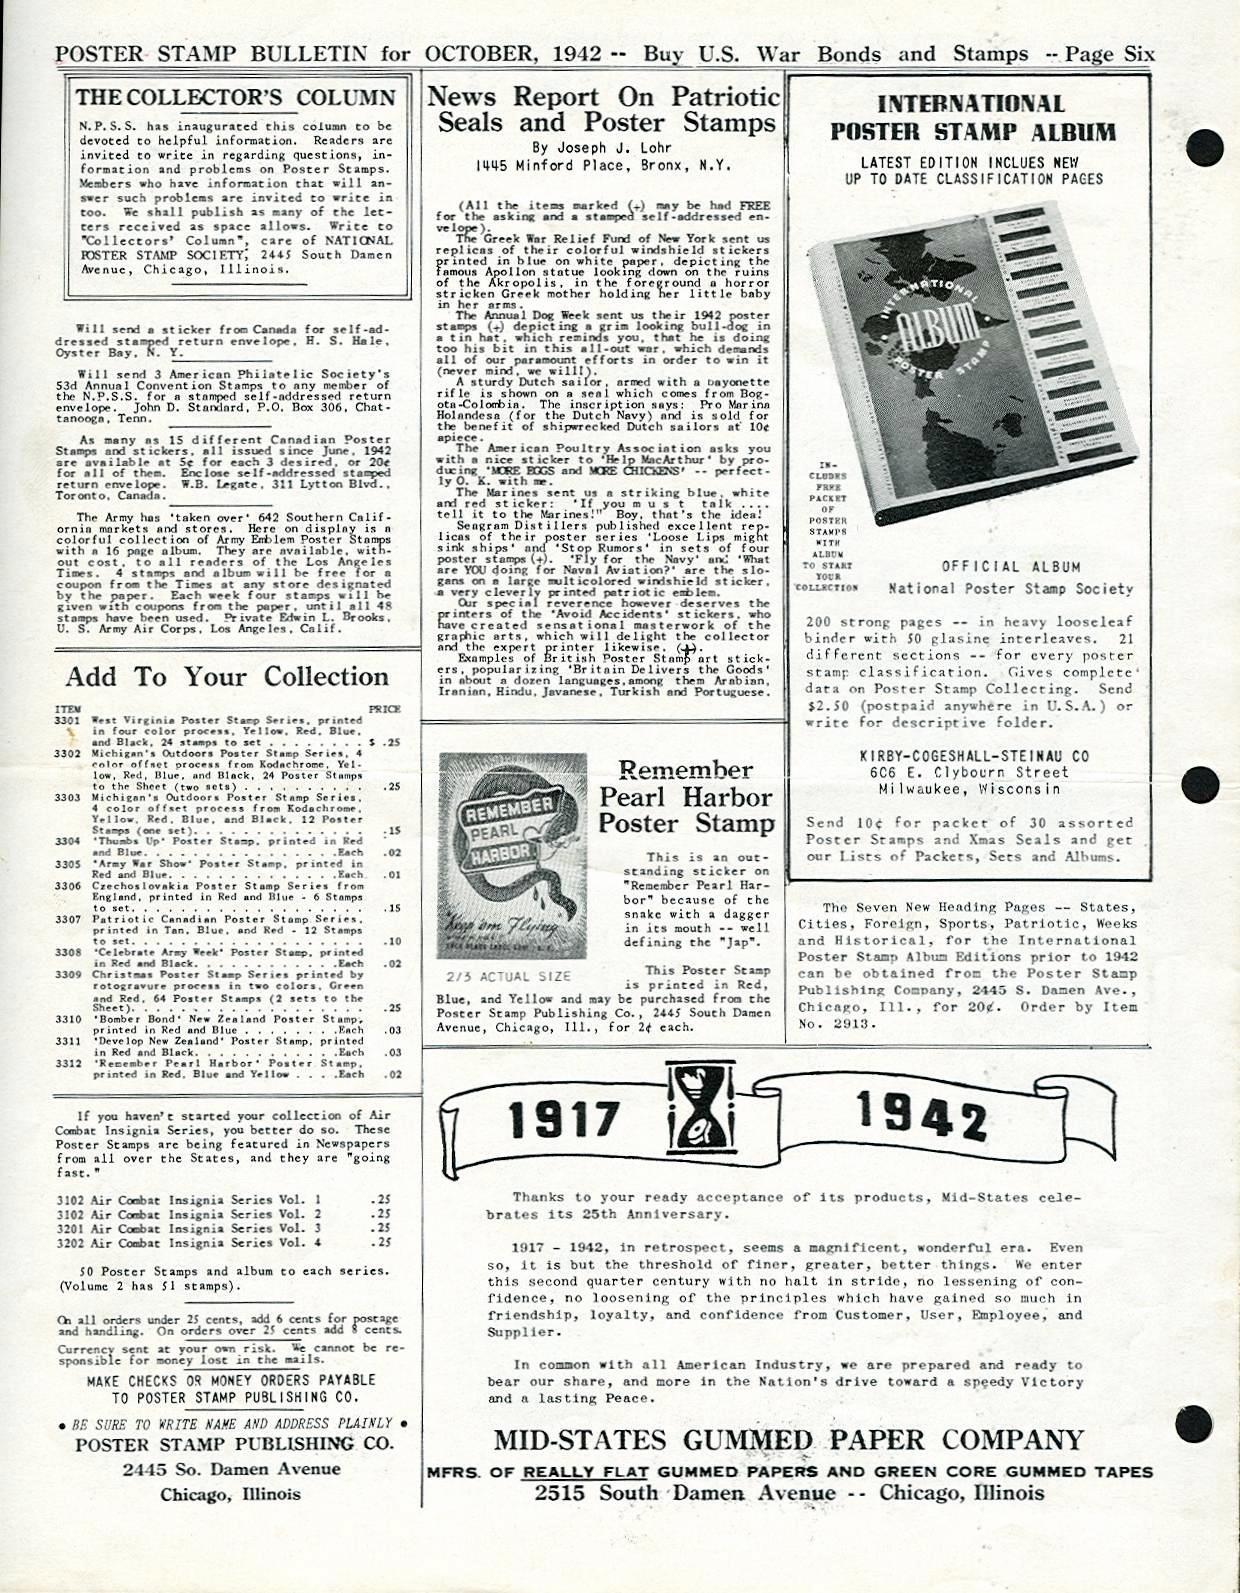 POSTER STAMP BULLETIN for OCTOBER, 1942 -- Buy U.S. War Bonds and Stamps -- Page Six
THE COLLECTOR'S COLUMN
N.P.S.S. has inaugurated this column to be
devoted to helpful information. Readers are
invited to write in regarding questions, in-
formation and problems on Poster Stamps.
Members who have information that will an-
swer such problems are invited to write in
too. We shall publish as many of the let-
ters received as space allows. Write to
"Collectors' Column", care of NATIONAL
POSTER STAMP SOCIETY, 2445 South Damen
Avenue, Chicago, Illinois.
Will send a sticker from Canada for self-ad-
dressed stamped return envelope, H. S. Hale,
Oyster Bay, N. Y.
Will send 3 American Philatelic Society's
53d Annual Convention Stamps to any member of
the N.P.S.S. for a stamped self-addressed return
envelope. John D. Standard, P.O. Box 306, Chat-
tanooga, Tenn.
As many as 15 different Canadian Poster
Stamps and stickers, all issued since June, 1942
are available at 5¢ for each 3 desired, or 20¢
for all of them. Enclose self-addressed stamped
return envelope. W.B. Legate, 311 Lytton Blvd.,
Toronto, Canada.
The Army has 'taken over' 642 Southern Calif-
ornia markets and stores. Here on display is a
colorful collection of Army Emblem Poster Stamps
with a 16 page album. They are available, with-
out cost, to all readers of the Los Angeles
Times. 4 stamps and album will be free for a
coupon from the Times at any store designated
by the paper. Each week four stamps will be
given with coupons from the paper, until all 48
stamps have been used. Private Edwin L. Brooks,
U. S. Army Air Corps, Los Angeles, Calif.
Add To Your Collection
ITEM PRICE
3301 West Virginia Poster Stamp Series, printed
in four color process, Yellow, Red, Blue,
and Black, 24 stamps to set . . . . . . . . $ .25
3302 Michigan's Outdoors Poster Stamp Series, 4
color offset process from Kodachrome, Yel-
low, Red, Blue, and Black, 24 Poster Stamps
to the Sheet (two sets) . . . . . . . . . . .25
3303 Michigan's Outdoors Poster Stamp Series,
4 color offset process from Kodachrome,
Yellow, Red, Blue, and Black, 12 Poster
Stamps (one set). . . . . . . . . . . . . . .15
3304 'Thumbs Up' Poster Stamp, printed in Red
and Blue. . . . . . . . . . . . . . .Each .02
3305 'Army War Show' Poster Stamp, printed in
Red and Blue. . . . . . . . . . . . .Each .01
3306 Czechoslovakia Poster Stamp Series from
England, printed in Red and Blue - 6 Stamps
to set. . . . . . . . . . . . . . . . . . .15
3307 Patriotic Canadian Poster Stamp Series,
printed in Tan, Blue, and Red - 12 Stamps
to set. . . . . . . . . . . . . . . . . . .10
3308 'Celebrate Army Week' Poster Stamp, printed
in Red and Black. . . . . . . . . . .Each .02
3309 Christmas Poster Stamp Series printed by
rotogravure process in two colors, Green
and Red, 64 Poster Stamps (2 sets to the
Sheet). . . . . . . . . . . . . . . . . . .25
3310 'Bomber Bond' New Zealand Poster Stamp,
printed in Red and Blue . . . . . . .Each .03
3311 'Develop New Zealand' Poster Stamp, printed
in Red and Black. . . . . . . . . . .Each .03
3312 'Remember Pearl Harbor' Poster Stamp,
printed in Red, Blue and Yellow . . . .Each .02
If you haven't started your collection of Air
Combat Insignia Series, you better do so. These
Poster Stamps are being featured in Newspapers
from all over the States, and they are "going
fast."
3102 Air Combat Insignia Series Vol. 1 .25
3102 Air Combat Insignia Series Vol. 2 .25
3201 Air Combat Insignia Series Vol. 3 .25
3202 Air Combat Insignia Series Vol. 4 .25
50 Poster Stamps and album to each series.
(Volume 2 has 51 stamps).
On all orders under 25 cents, add 6 cents for postage
and handling. On orders over 25 cents add 8 cents.
Currency sent at your own risk. We cannot be re-
sponsible for money lost in the mails.
MAKE CHECKS OR MONEY ORDERS PAYABLE
TO POSTER STAMP PUBLISHING CO.
• BE SURE TO WRITE NAME AND ADDRESS PLAINLY •
POSTER STAMP PUBLISHING CO.
2445 So. Damen Avenue
Chicago, Illinois
News Report On Patriotic
Seals and Poster Stamps
By Joseph J. Lohr
1445 Minford Place, Bronx, N.Y.
(All the items marked (+) may be had FREE
for the asking and a stamped self-addressed en-
velope).
The Greek War Relief Fund of New York sent us
replicas of their colorful windshield stickers
printed in blue on white paper, depicting the
famous Apollon statue looking down on the ruins
of the Akropolis, in the foreground a horror
stricken Greek mother holding her little baby
in her arms.
The Annual Dog Week sent us their 1942 poster
stamps (+) depicting a grim looking bull-dog in
a tin hat, which reminds you, that he is doing
too his bit in this all-out war, which demands
all of our paramount efforts in order to win it
(never mind, we will!).
A sturdy Dutch sailor, armed with a bayonette
rifle is shown on a seal which comes from Bog-
ota-Colombia. The inscription says: Pro Marina
Holandesa (for the Dutch Navy) and is sold for
the benefit of shipwrecked Dutch sailors at 10¢
apiece.
The American Poultry Association asks you
with a nice sticker to 'Help MacArthur' by pro-
ducing 'MORE EGGS and MORE CHICKENS' -- perfect-
ly O. K. with me.
The Marines sent us a striking blue, white
and red sticker: 'If you m u s t talk ....
tell it to the Marines!" Boy, that's the idea!
Seagram Distillers published excellent rep-
licas of their poster series 'Loose Lips might
sink ships' and 'Stop Rumors' in sets of four
poster stamps (+). 'Fly for the Navy' and 'What
are YOU doing for Naval Aviation?' are the slo-
gans on a large multicolored windshield sticker,
a very cleverly printed patriotic emblem.
Our special reverence however deserves the
printers of the 'Avoid Accidents' stickers, who
have created sensational masterwork of the
graphic arts, which will delight the collector
and the expert printer likewise. (+).
Examples of British Poster Stamp art stick-
ers, popularizing 'Britain Delivers the Goods'
in about a dozen languages,among them Arabian,
Iranian, Hindu, Javanese, Turkish and Portuguese.
REMEMBER
PEARL
HARBOR
"Keep 'em Flying
2/3 ACTUAL SIZE
Remember
Pearl Harbor
Poster Stamp
This is an out-
standing sticker on
"Remember Pearl Har-
bor" because of the
snake with a dagger
in its mouth -- well
defining the "Jap".
This Poster Stamp
is printed in Red,
Blue, and Yellow and may be purchased from the
Poster Stamp Publishing Co., 2445 South Damen
Avenue, Chicago, Ill., for 2¢ each.
INTERNATIONAL
POSTER STAMP ALBUM
LATEST EDITION INCLUES NEW
UP TO DATE CLASSIFICATION PAGES
INTERNATIONAL
ALBUM
POSTER STAMP
IN-
CLUDES
FREE
PACKET
OF
POSTER
STAMPS
WITH
ALBUM
TO START
YOUR
COLLECTION
OFFICIAL ALBUM
National Poster Stamp Society
200 strong pages -- in heavy looseleaf
binder with 50 glasine interleaves. 21
different sections -- for every poster
stamp classification. Gives complete
data on Poster Stamp Collecting. Send
$2.50 (postpaid anywhere in U.S.A.) or
write for descriptive folder.
KIRBY-COGESHALL-STEINAU CO
606 E. Clybourn Street
Milwaukee, Wisconsin
Send 10¢ for packet of 30 assorted
Poster Stamps and Xmas Seals and get
our Lists of Packets, Sets and Albums.
The Seven New Heading Pages -- States,
Cities, Foreign, Sports, Patriotic, Weeks
and Historical, for the International
Poster Stamp Album Editions prior to 1942
can be obtained from the Poster Stamp
Publishing Company, 2445 S. Damen Ave.,
Chicago, Ill., for 20¢. Order by Item
No. 2913.
1917 1942
Thanks to your ready acceptance of its products, Mid-States cele-
brates its 25th Anniversary.
1917 - 1942, in retrospect, seems a magnificent, wonderful era. Even
so, it is but the threshold of finer, greater, better things. We enter
this second quarter century with no halt in stride, no lessening of con-
fidence, no loosening of the principles which have gained so much in
friendship, loyalty, and confidence from Customer, User, Employee, and
Supplier.
In common with all American Industry, we are prepared and ready to
bear our share, and more in the Nation's drive toward a speedy Victory
and a lasting Peace.
MID-STATES GUMMED PAPER COMPANY
MFRS. OF REALLY FLAT GUMMED PAPERS AND GREEN CORE GUMMED TAPES
2515 South Damen Avenue -- Chicago, Illinois